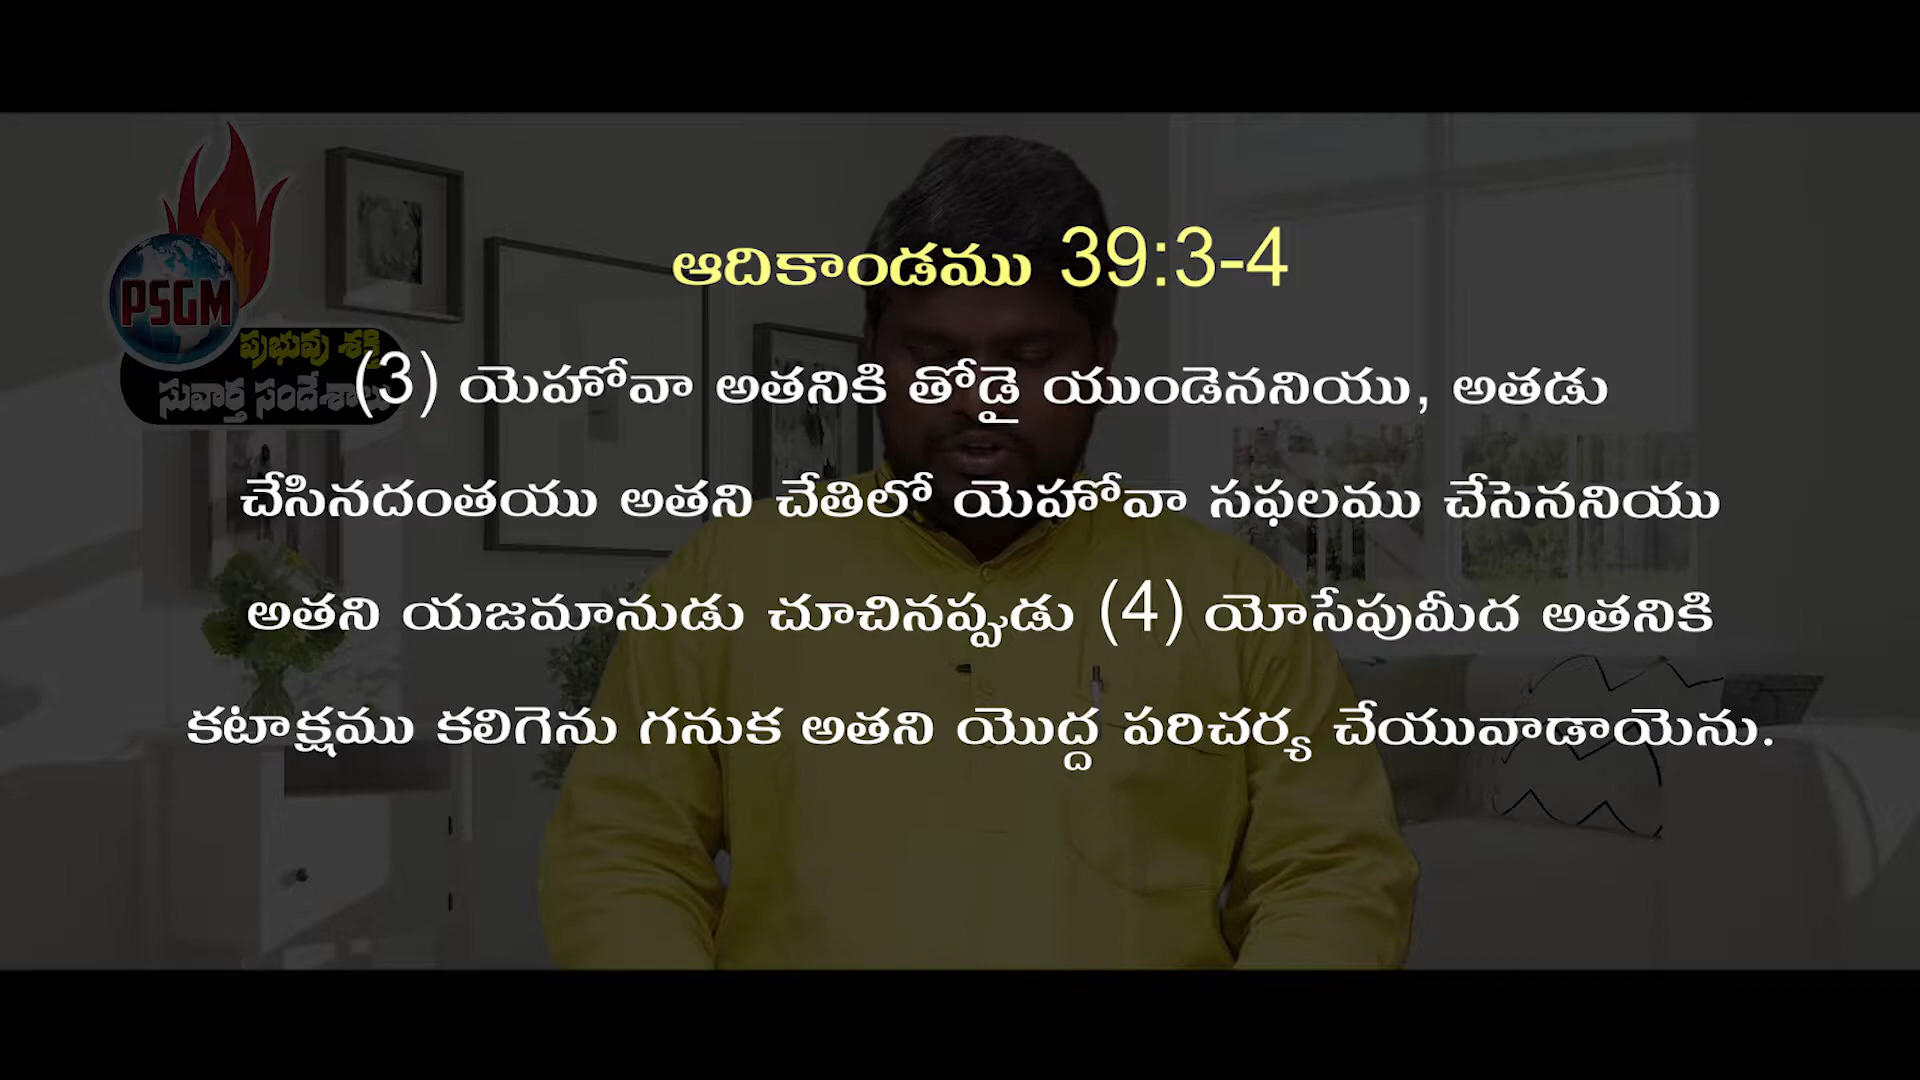 ఆదికాండము 39:3-4
PSGM
ప్రభువు శక్తి
సువార్త సందేశాలు
(3) యెహోవా అతనికి తోడై యుండెననియు, అతడు
చేసినదంతయు అతని చేతిలో యెహోవా సఫలము చేసెననియు
అతని యజమానుడు చూచినప్పుడు (4) యోసేపుమీద అతనికి
కటాక్షము కలిగెను గనుక అతని యొద్ద పరిచర్య చేయువాడాయెను.